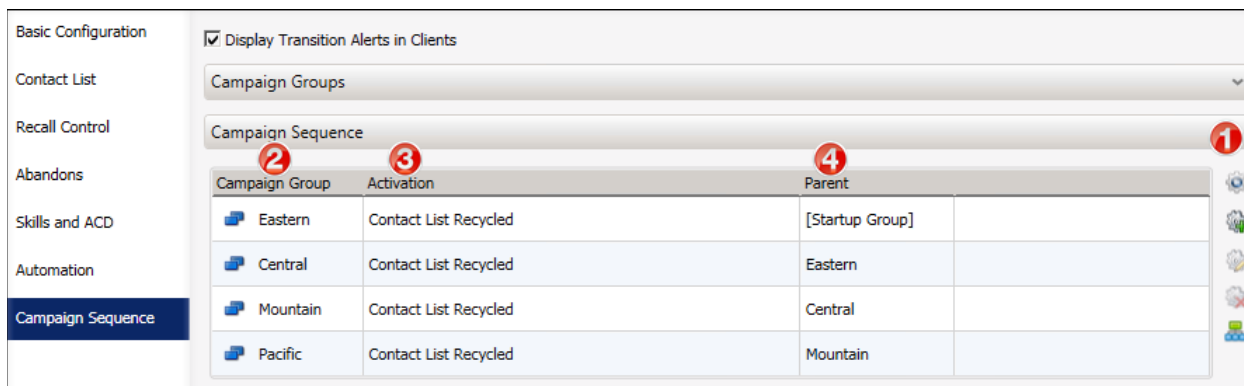 Basic Configuration
Display Transition Alerts in Clients
Contact List
Campaign Groups
Recall Control
Campaign Sequence
1
Abandons
2 3 4
Campaign Group Activation Parent
Skills and ACD
Eastern Contact List Recycled [Startup Group]
Automation
Central Contact List Recycled Eastern
Campaign Sequence
Mountain Contact List Recycled Central
Pacific Contact List Recycled Mountain